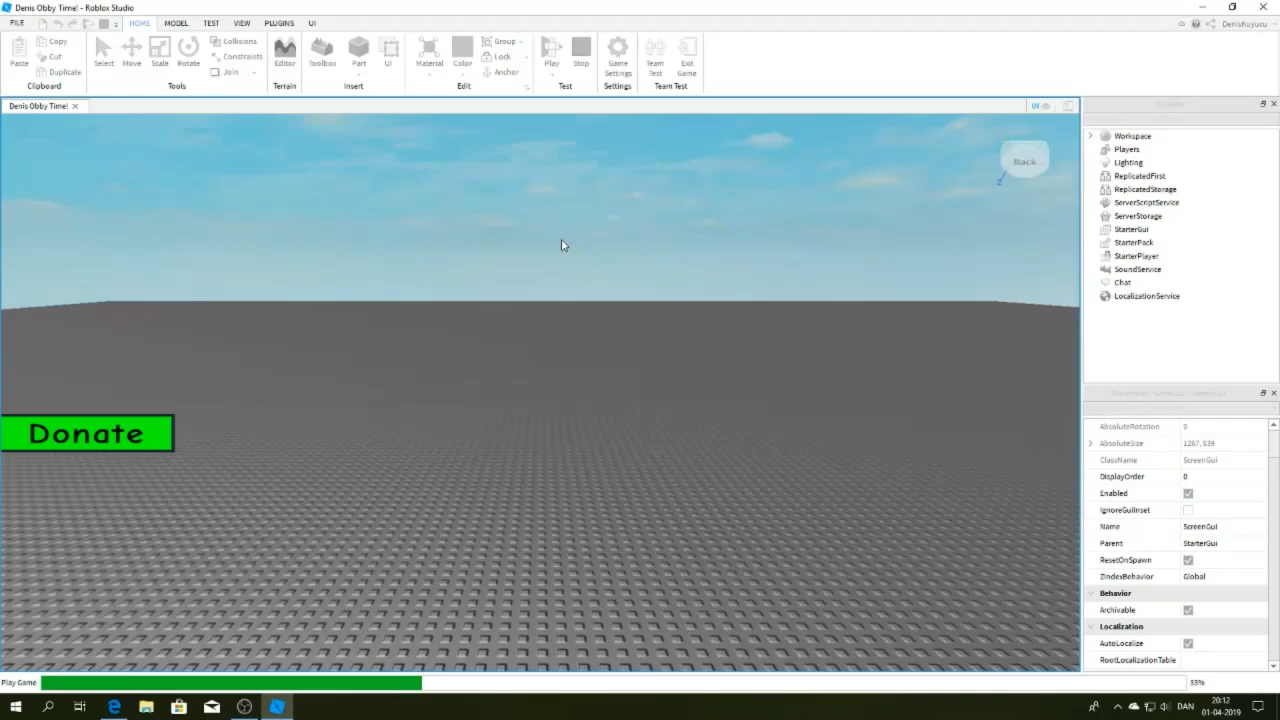 Denis Obby Time! - Roblox Studio
FILE HOME MODEL TEST VIEW PLUGINS UI DenisKuyucu
Paste Copy Cut Duplicate Select Move Scale Rotate Collisions Constraints Join Editor Toolbox Part UI Material Color Group Lock Anchor Play Stop Game Settings Team Test Exit Game
Clipboard Tools Terrain Insert Edit Test Settings Team Test
Denis Obby Time! UI
Back
Z
Donate
Workspace
Players
Lighting
ReplicatedFirst
ReplicatedStorage
ServerScriptService
ServerStorage
StarterGui
StarterPack
StarterPlayer
SoundService
Chat
LocalizationService
AbsoluteRotation 0
AbsoluteSize 1267, 839
ClassName ScreenGui
DisplayOrder 0
Enabled
IgnoreGuiInset
Name ScreenGui
Parent StarterGui
ResetOnSpawn
ZIndexBehavior Global
Behavior
Archivable
Localization
AutoLocalize
RootLocalizationTable
Play Game 33%
DAN 20:12
01-04-2019